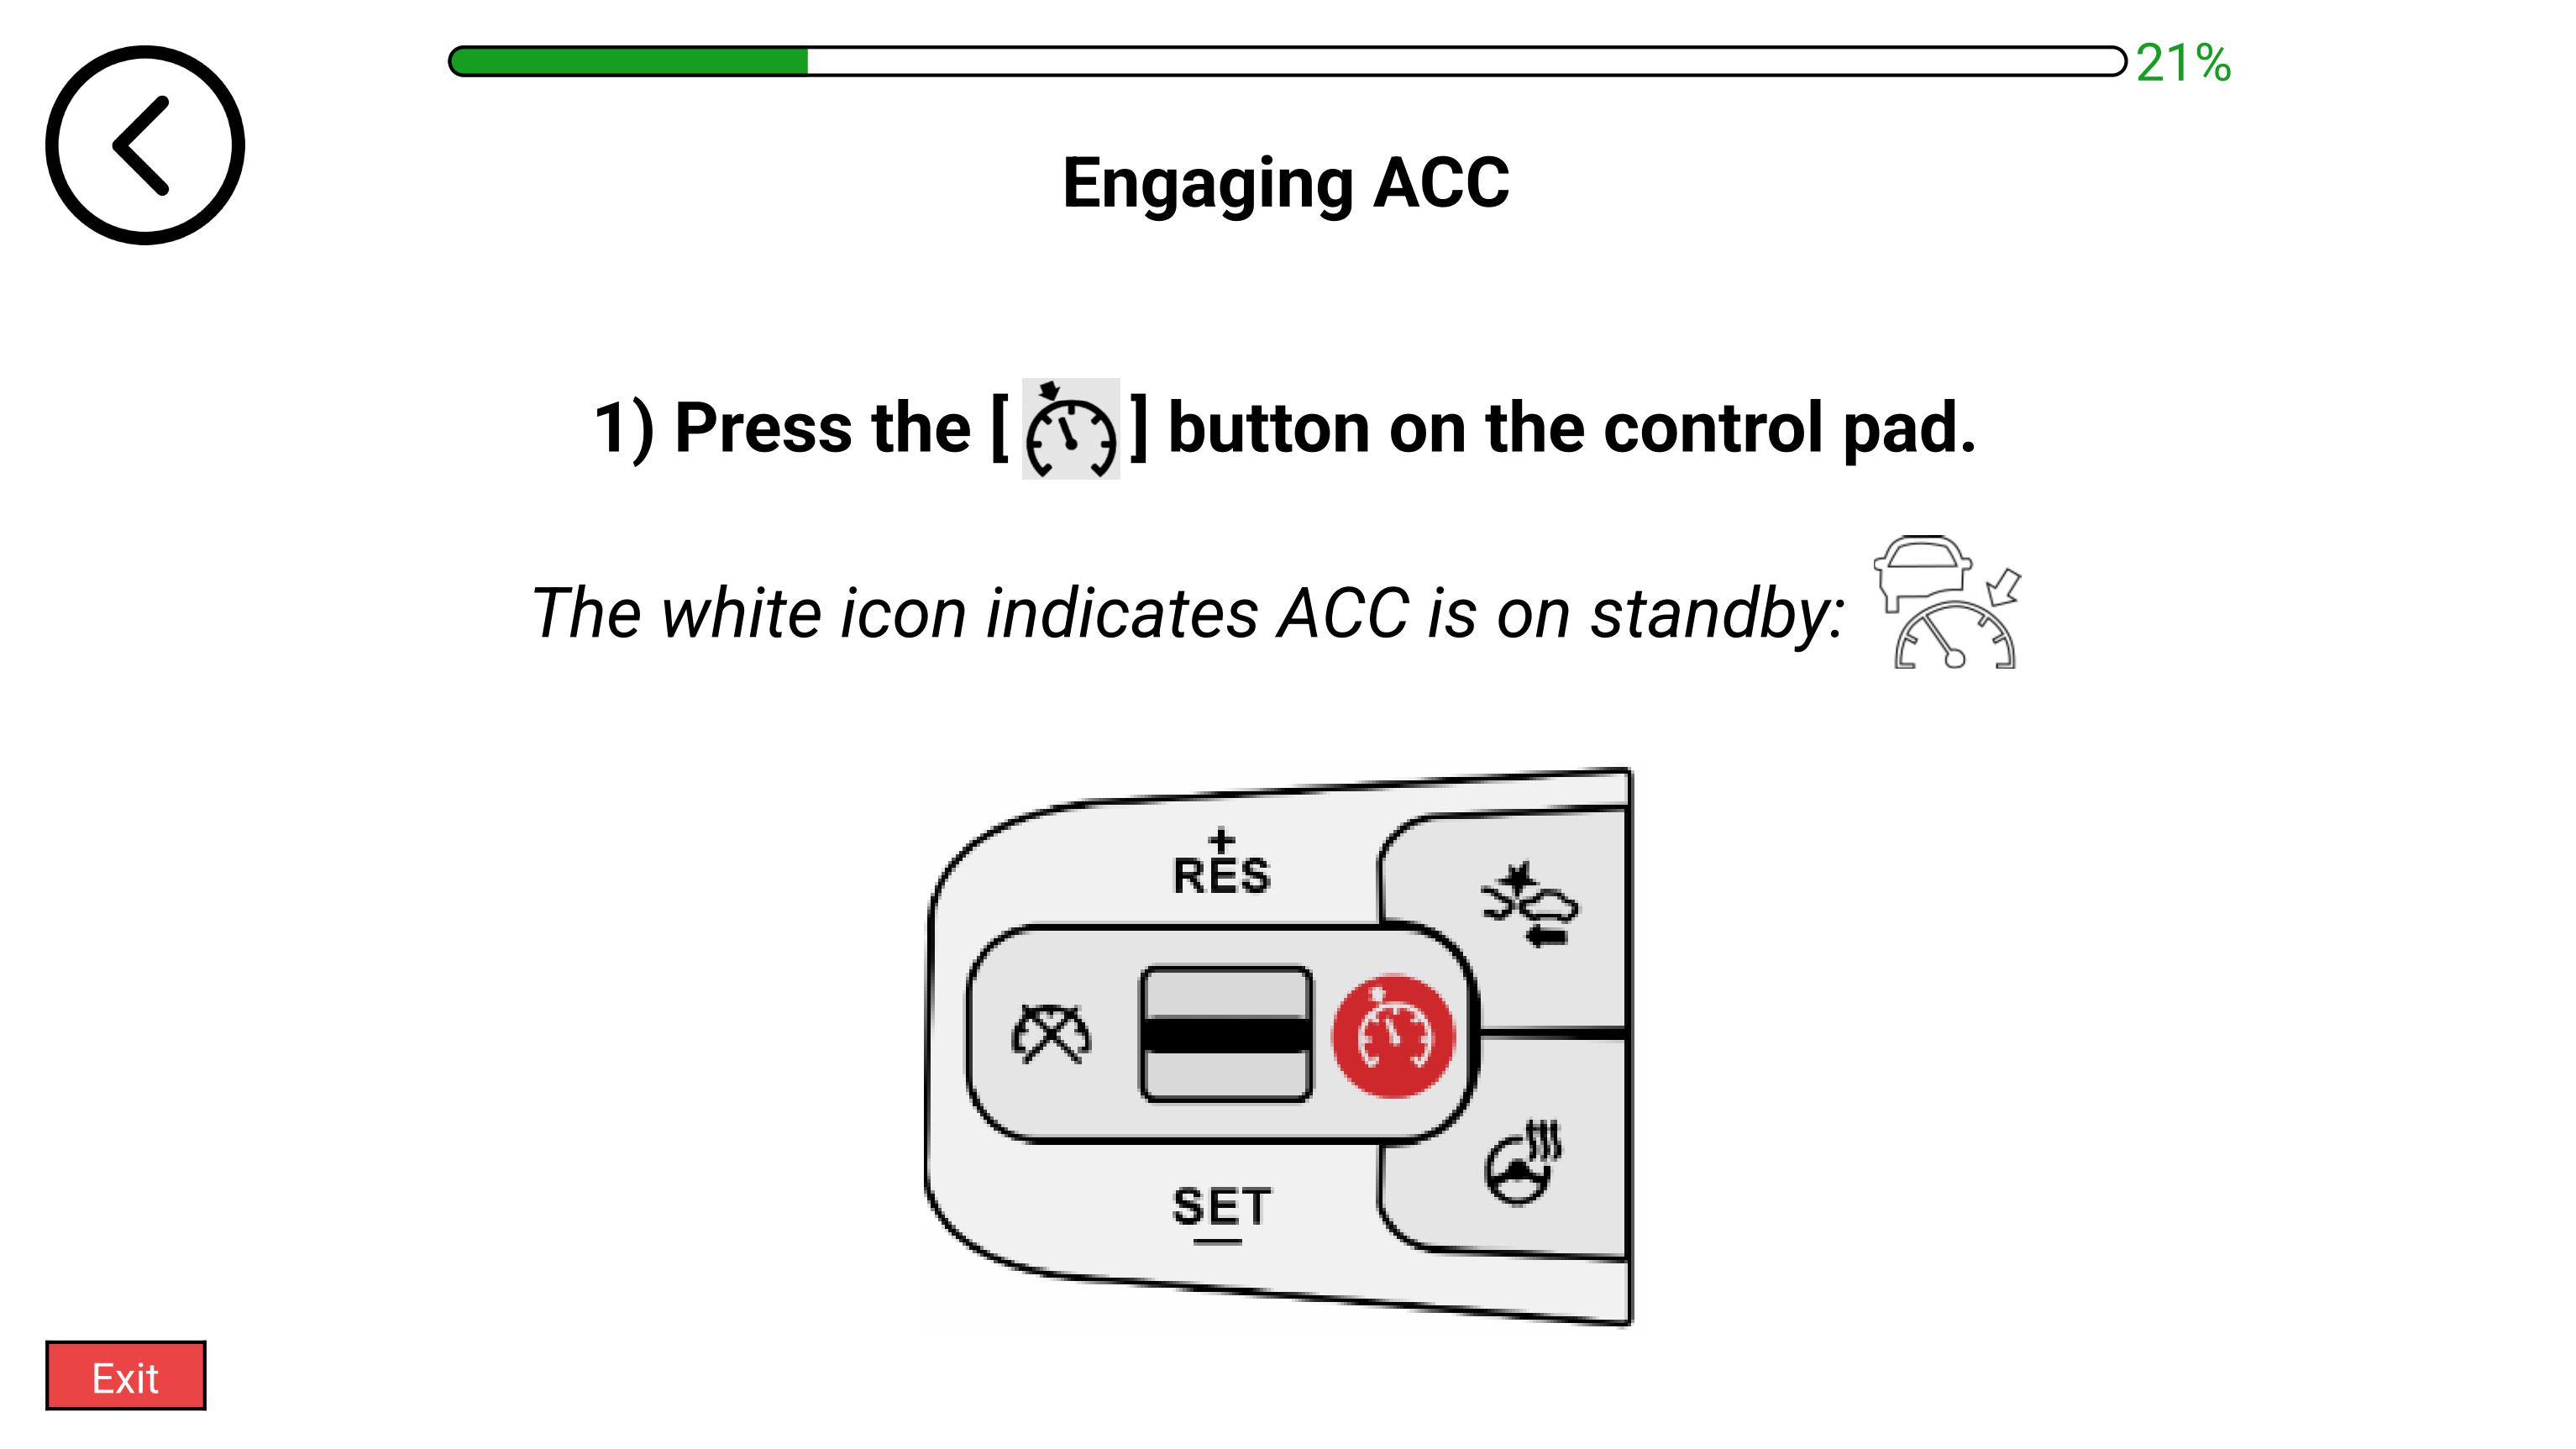 21%
Engaging ACC
1) Press the [ ] button on the control pad.
The white icon indicates ACC is on standby:
+
RES
SET
—
Exit